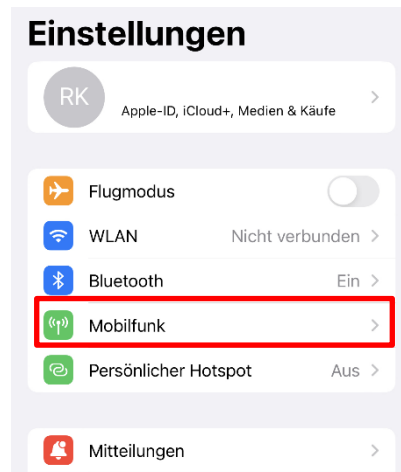 Einstellungen
RK
Apple-ID, iCloud+, Medien & Käufe
Flugmodus
WLAN Nicht verbunden
Bluetooth Ein
Mobilfunk
Persönlicher Hotspot Aus
Mitteilungen